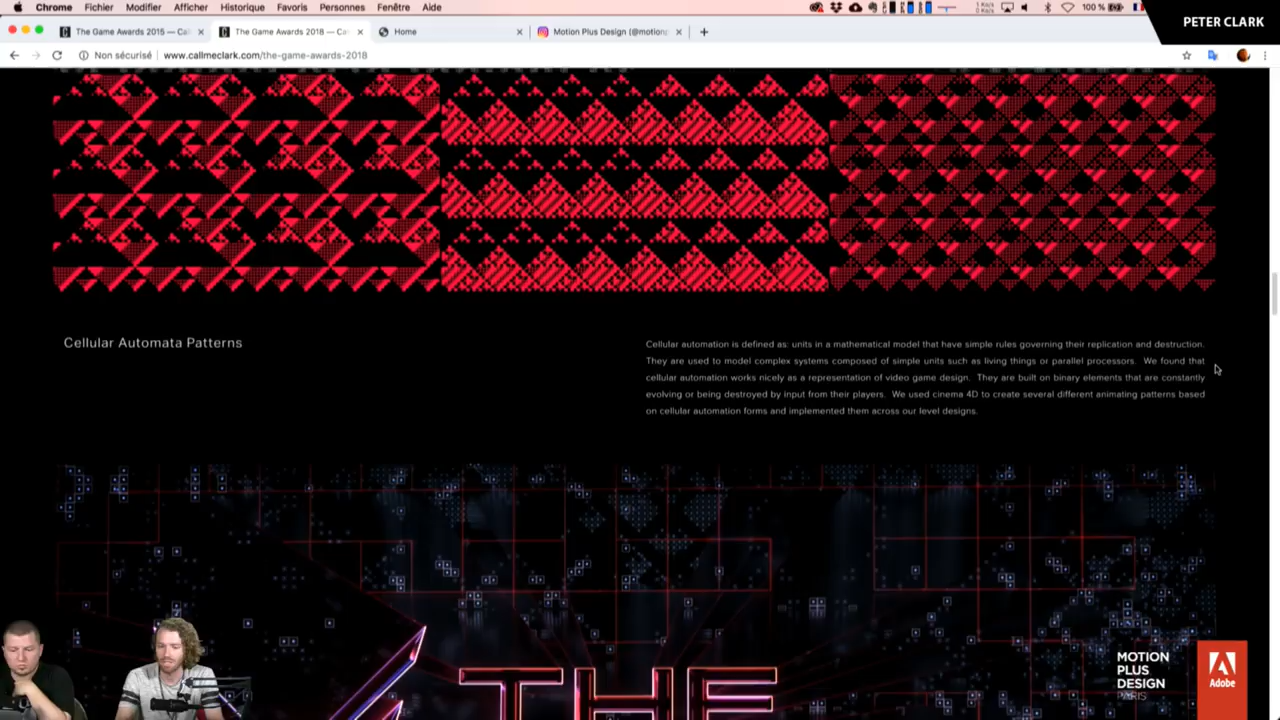 Chrome Fichier Modifier Afficher Historique Favoris Personnes Fenêtre Aide
100 %
PETER CLARK
The Game Awards 2015 — Cal
The Game Awards 2018 — Ca
Home
Motion Plus Design (@motion
Non sécurisé
www.callmeclark.com/the-game-awards-2018
Cellular Automata Patterns
Cellular automation is defined as: units in a mathematical model that have simple rules governing their replication and destruction.
They are used to model complex systems composed of simple units such as living things or parallel processors. We found that
cellular automation works nicely as a representation of video game design. They are built on binary elements that are constantly
evolving or being destroyed by input from their players. We used cinema 4D to create several different animating patterns based
on cellular automation forms and implemented them across our level designs.
THE
MOTION
PLUS
DESIGN
PARIS
Adobe